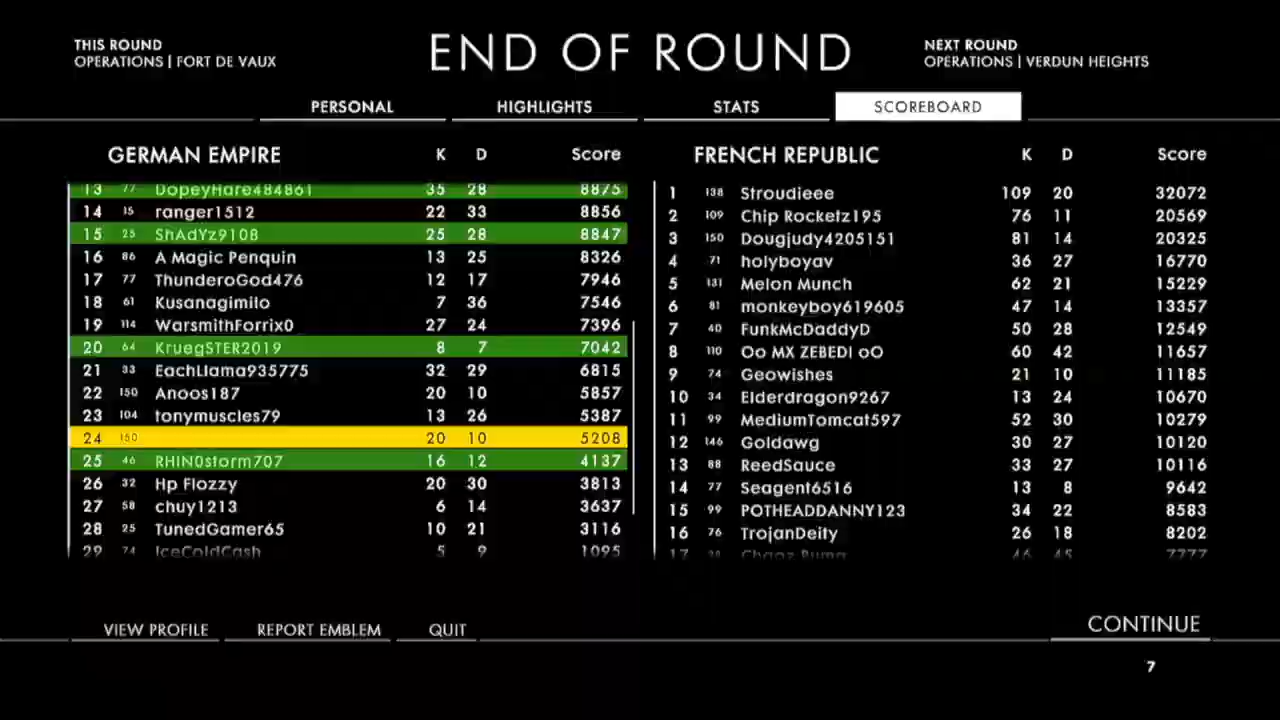 THIS ROUND
OPERATIONS | FORT DE VAUX
END OF ROUND
NEXT ROUND
OPERATIONS | VERDUN HEIGHTS
PERSONAL HIGHLIGHTS STATS SCOREBOARD
GERMAN EMPIRE K D Score
13 77 DopeyHare484861 35 28 8875
14 15 ranger1512 22 33 8856
15 25 ShAdYz9108 25 28 8847
16 86 A Magic Penquin 13 25 8326
17 77 ThunderoGod476 12 17 7946
18 61 Kusanagimilo 7 36 7546
19 114 WarsmithForrix0 27 24 7396
20 64 KruegSTER2019 8 7 7042
21 33 EachLlama935775 32 29 6815
22 150 Anoos187 20 10 5857
23 104 tonymuscles79 13 26 5387
24 150 20 10 5208
25 46 RHIN0storm707 16 12 4137
26 32 Hp Flozzy 20 30 3813
27 58 chuy1213 6 14 3637
28 25 TunedGamer65 10 21 3116
29 74 IceColdCash 5 9 1095
FRENCH REPUBLIC K D Score
1 138 Stroudieee 109 20 32072
2 109 Chip Rocketz195 76 11 20569
3 150 Dougjudy4205151 81 14 20325
4 71 holyboyav 36 27 16770
5 131 Melon Munch 62 21 15229
6 81 monkeyboy619605 47 14 13357
7 40 FunkMcDaddyD 50 28 12549
8 110 Oo MX ZEBEDI oO 60 42 11657
9 74 Geowishes 21 10 11185
10 34 Elderdragon9267 13 24 10670
11 99 MediumTomcat597 52 30 10279
12 146 Goldawg 30 27 10120
13 88 ReedSauce 33 27 10116
14 77 Seagent6516 13 8 9642
15 99 POTHEADDANNY123 34 22 8583
16 76 TrojanDeity 26 18 8202
17 46 45 7777
VIEW PROFILE REPORT EMBLEM QUIT
CONTINUE
7